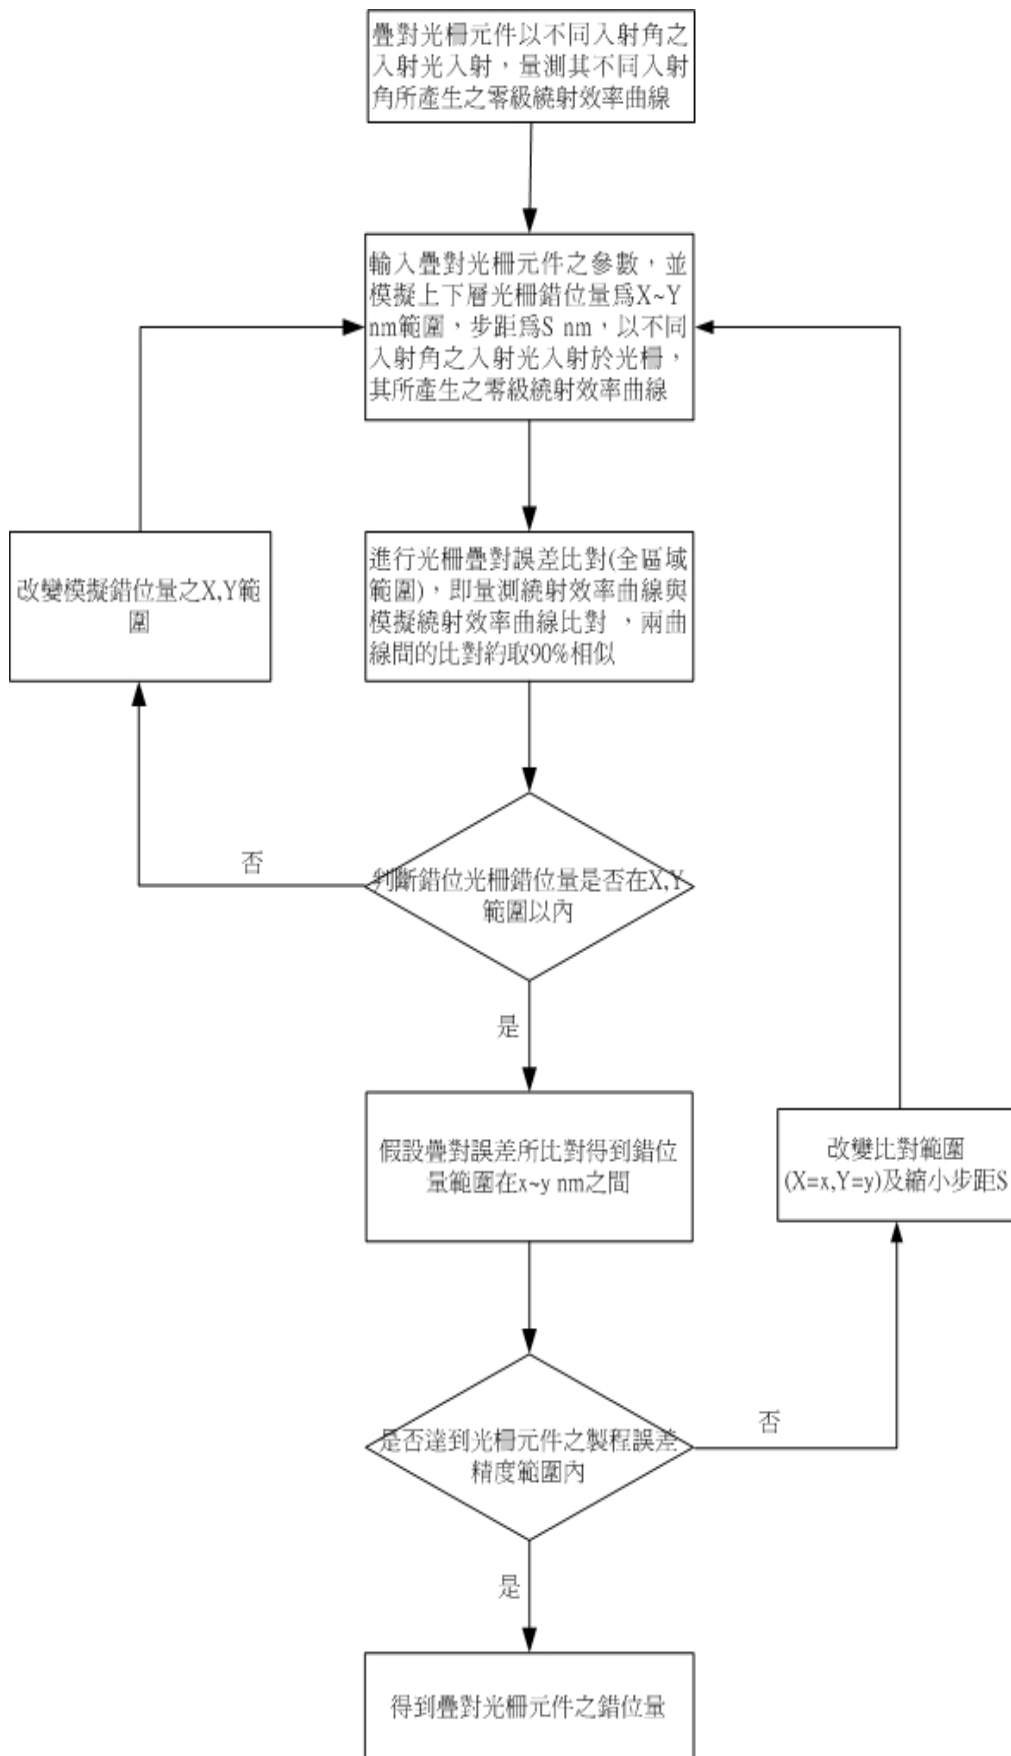 疊對光柵元件以不同入射角之
入射光入射，量測其不同入射
角所產生之零級繞射效率曲線
輸入疊對光柵元件之參數，並
模擬上下層光柵錯位量爲X~Y
nm範圍，步距爲S nm，以不同
入射角之入射光入射於光柵，
其所產生之零級繞射效率曲線
改變模擬錯位量之X,Y範
圍
進行光柵疊對誤差比對(全區域
範圍)，即量測繞射效率曲線與
模擬繞射效率曲線比對 ，兩曲
線間的比對約取90%相似
否
判斷錯位光柵錯位量是否在X,Y
範圍以內
是
假設疊對誤差所比對得到錯位
量範圍在x~y nm之間
改變比對範圍
(X=x,Y=y)及縮小步距S
否
是否達到光柵元件之製程誤差
精度範圍內
是
得到疊對光柵元件之錯位量